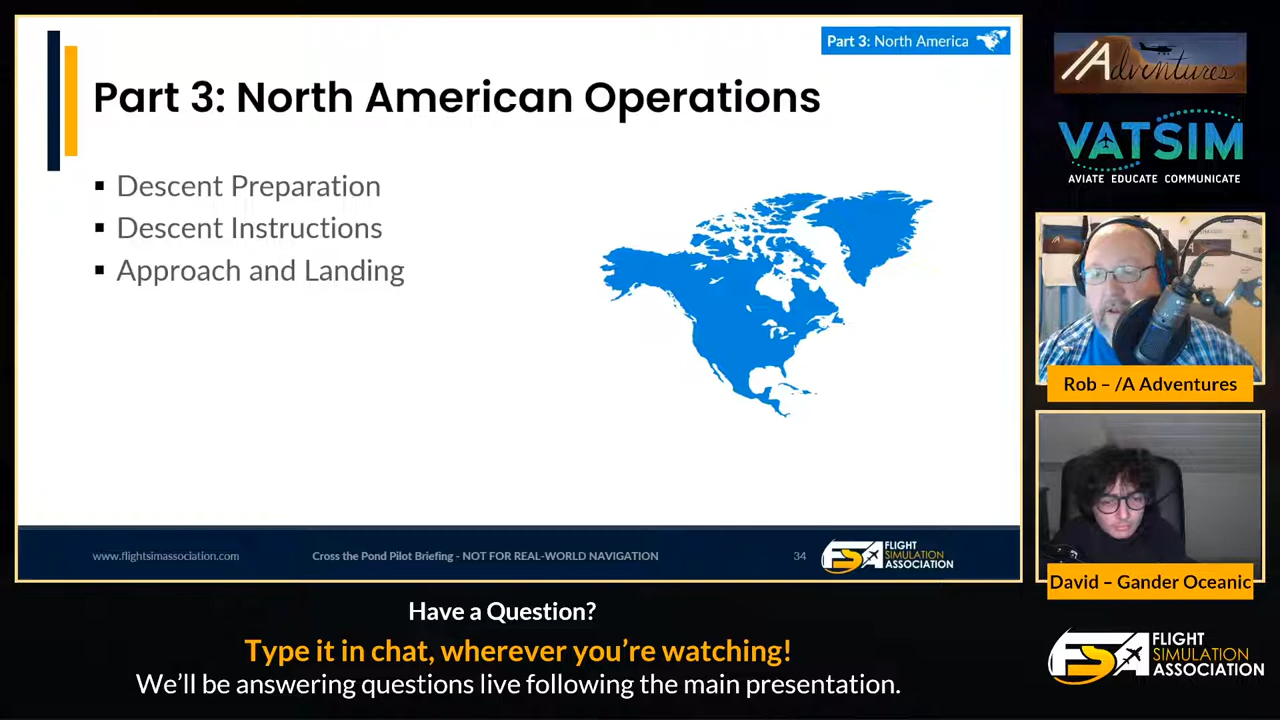 Part 3: North America
Part 3: North American Operations
▪ Descent Preparation
▪ Descent Instructions
▪ Approach and Landing
www.flightsimassociation.com
Cross the Pond Pilot Briefing - NOT FOR REAL-WORLD NAVIGATION
34
FSA FLIGHT
SIMULATION
ASSOCIATION
/Adventures
VATSIM
AVIATE EDUCATE COMMUNICATE
Rob – /A Adventures
David – Gander Oceanic
Have a Question?
Type it in chat, wherever you’re watching!
We’ll be answering questions live following the main presentation.
FSA FLIGHT
SIMULATION
ASSOCIATION